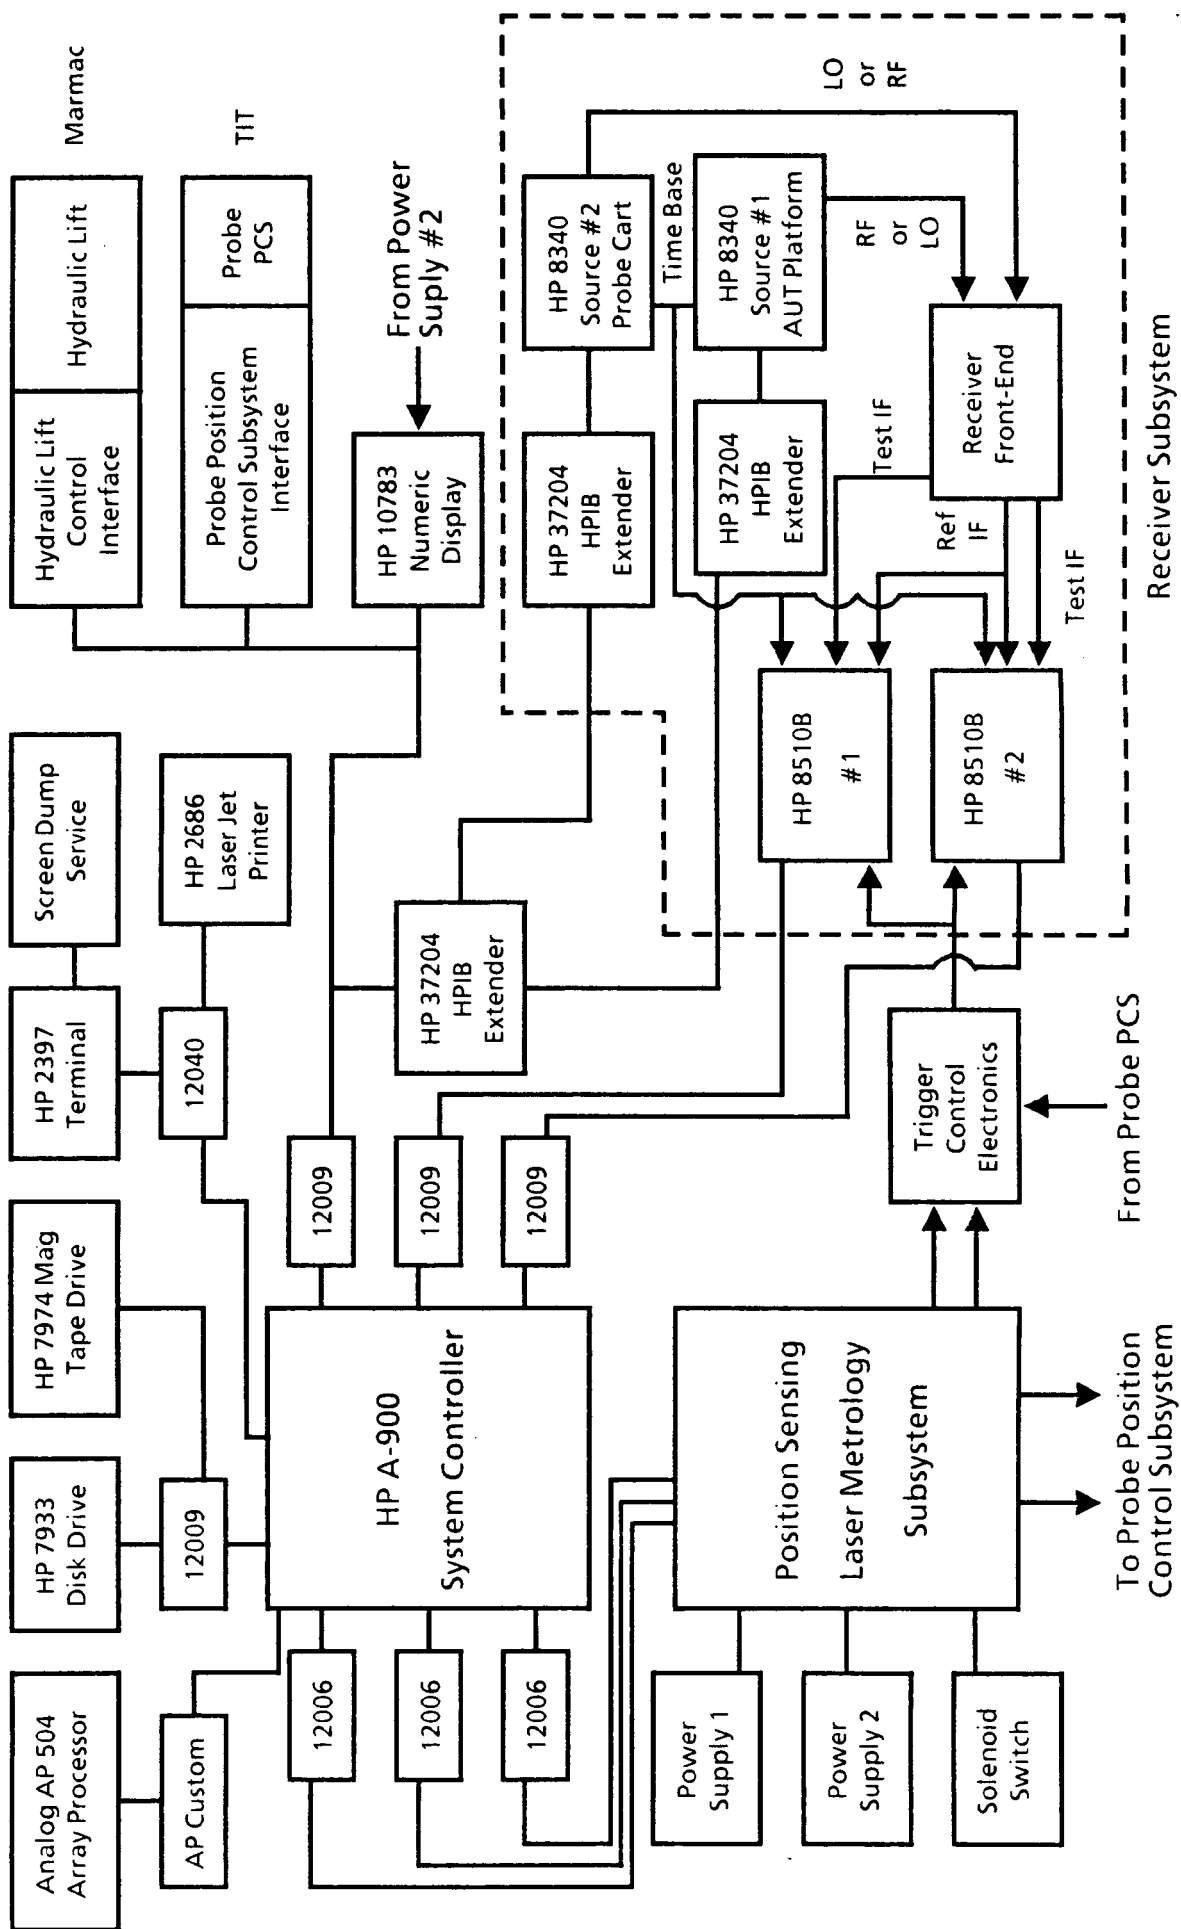 Analog AP 504
Array Processor
HP 7933
Disk Drive
HP 7974 Mag
Tape Drive
HP 2397
Terminal
Screen Dump
Service
Hydraulic Lift
Control
Interface
Hydraulic Lift
Marmac
AP Custom
12009
12040
HP 2686
Laser Jet
Printer
Probe Position
Control Subsystem
Interface
Probe
PCS
TIT
12006
12006
12006
HP A-900
System Controller
12009
12009
12009
HP 37204
HPIB
Extender
HP 10783
Numeric
Display
From Power
Suply #2
HP 37204
HPIB
Extender
HP 8340
Source #2
Probe Cart
Time Base
HP 37204
HPIB
Extender
HP 8340
Source #1
AUT Platform
LO
or
RF
RF
or
LO
Power
Supply 1
Power
Supply 2
Solenoid
Switch
Position Sensing
Laser Metrology
Subsystem
Trigger
Control
Electronics
HP 8510B
#1
HP 8510B
#2
Test IF
Ref
IF
Test IF
Receiver
Front-End
To Probe Position
Control Subsystem
From Probe PCS
Receiver Subsystem